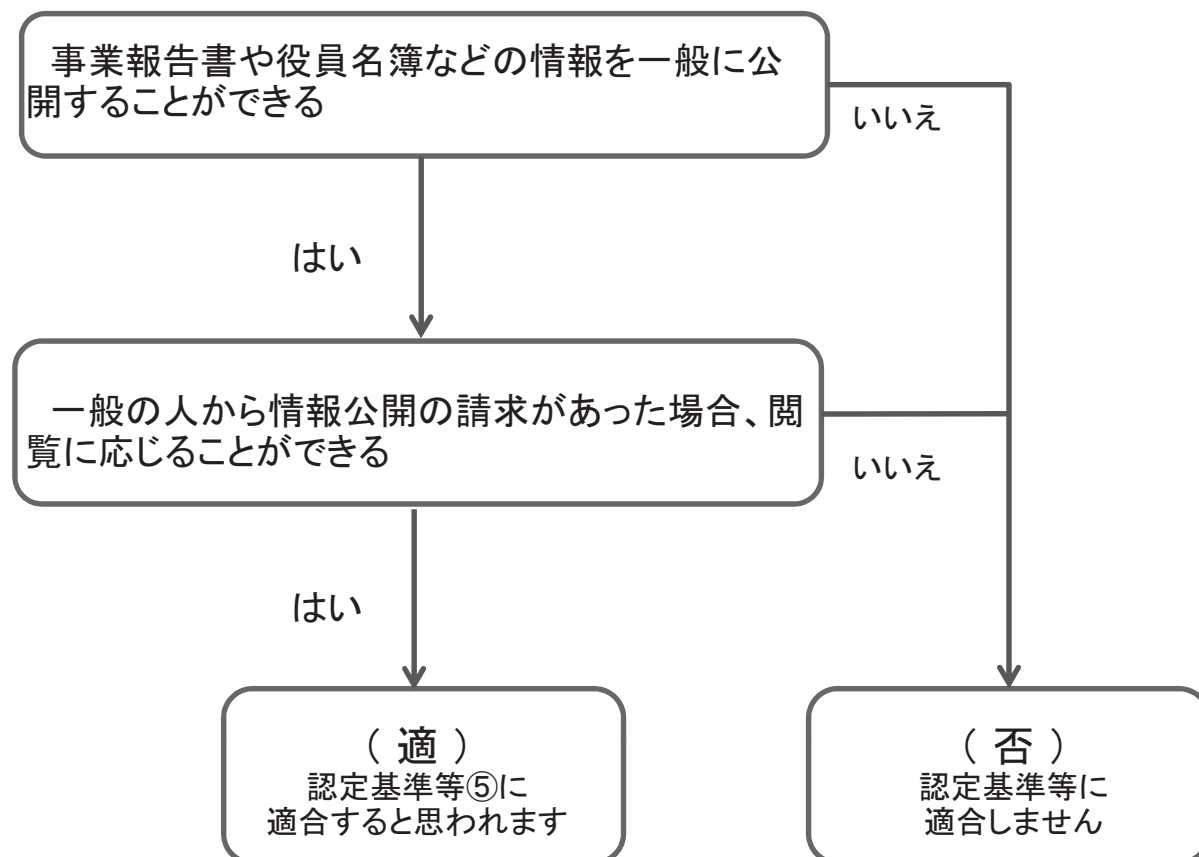 事業報告書や役員名簿などの情報を一般に公
開することができる
いいえ
はい
一般の人から情報公開の請求があった場合、閲
覧に応じることができる
いいえ
はい
（ 適 ）
認定基準等⑤に
適合すると思われます
（ 否 ）
認定基準等に
適合しません